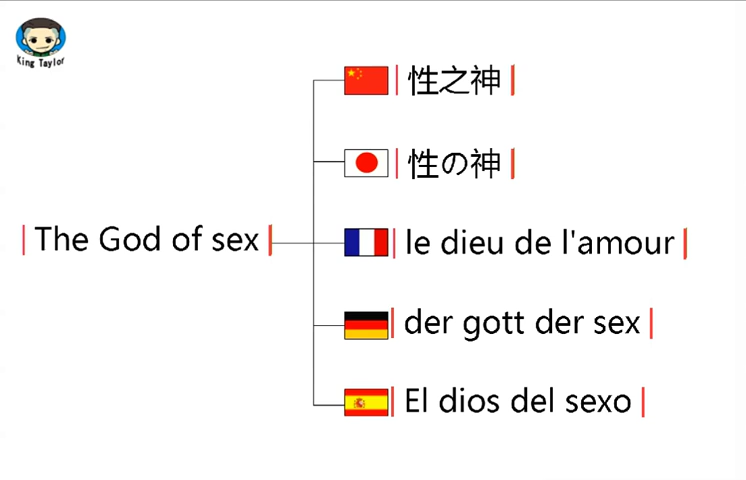 King Taylor
性之神
性の神
The God of sex
le dieu de l'amour
der gott der sex
El dios del sexo